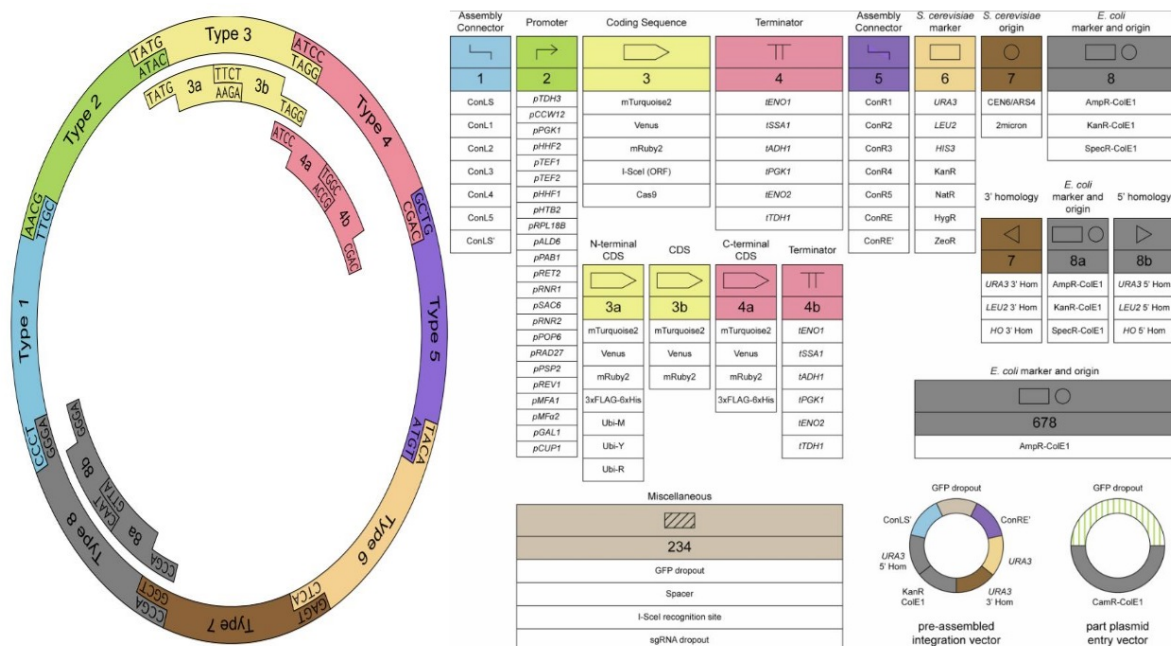 Type 3
TATG
ATAC
ATCC
TAGG
TATG
3a
TTCT
AAGA
3b
TAGG
Type 2
Type 4
ATCC
4a
TGGC
ACCG
4b
CGAC
AACG
TTGC
GCTG
CGAC
Type 1
Type 5
CCCT
GGGA
GGGA
8b
CAAT
GTTA
8a
CCGA
TACA
ATGT
Type 8
Type 6
CCGA
GGCT
Type 7
CTCA
GAGT
Assembly
Connector
1
ConLS
ConL1
ConL2
ConL3
ConL4
ConL5
ConLS'
Promoter
2
pTDH3
pCCW12
pPGK1
pHHF2
pTEF1
pTEF2
pHHF1
pHTB2
pRPL18B
pALD6
pPAB1
pRET2
pRNR1
pSAC6
pRNR2
pPOP6
pRAD27
pPSP2
pREV1
pMFA1
pMFα2
pGAL1
pCUP1
Coding Sequence
3
mTurquoise2
Venus
mRuby2
I-SceI (ORF)
Cas9
Terminator
4
tENO1
tSSA1
tADH1
tPGK1
tENO2
tTDH1
Assembly
Connector
5
ConR1
ConR2
ConR3
ConR4
ConR5
ConRE
ConRE'
S. cerevisiae
marker
6
URA3
LEU2
HIS3
KanR
NatR
HygR
ZeoR
S. cerevisiae
origin
7
CEN6/ARS4
2micron
E. coli
marker and origin
8
AmpR-ColE1
KanR-ColE1
SpecR-ColE1
N-terminal
CDS
3a
mTurquoise2
Venus
mRuby2
3xFLAG-6xHis
Ubi-M
Ubi-Y
Ubi-R
CDS
3b
mTurquoise2
Venus
mRuby2
C-terminal
CDS
4a
mTurquoise2
Venus
mRuby2
3xFLAG-6xHis
Terminator
4b
tENO1
tSSA1
tADH1
tPGK1
tENO2
tTDH1
3' homology
7
URA3 3' Hom
LEU2 3' Hom
HO 3' Hom
E. coli
marker
and origin
8a
AmpR-ColE1
KanR-ColE1
SpecR-ColE1
5' homology
8b
URA3 5' Hom
LEU2 5' Hom
HO 5' Hom
E. coli marker and origin
678
AmpR-ColE1
Miscellaneous
234
GFP dropout
Spacer
I-SceI recognition site
sgRNA dropout
GFP dropout
ConLS'
ConRE'
URA3
5' Hom
URA3
KanR
ColE1
URA3
3' Hom
pre-assembled
integration vector
GFP dropout
CamR-ColE1
part plasmid
entry vector